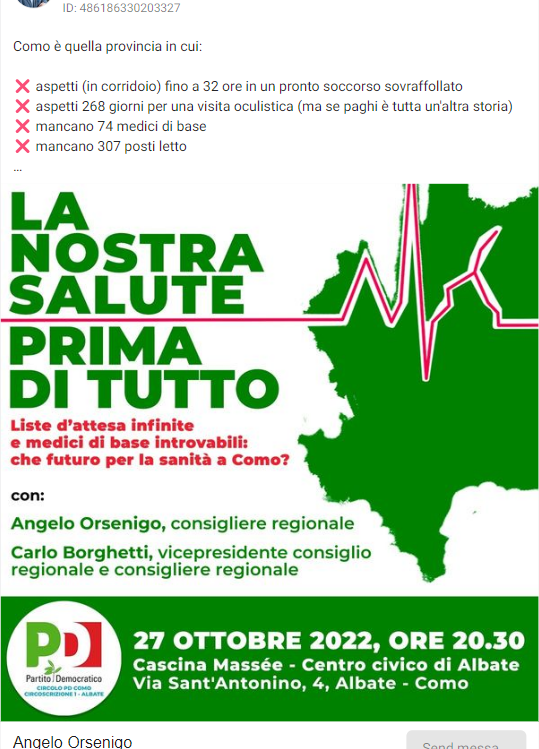 ID: 486186330203327
Como è quella provincia in cui:
❌ aspetti (in corridoio) fino a 32 ore in un pronto soccorso sovraffollato
❌ aspetti 268 giorni per una visita oculistica (ma se paghi è tutta un'altra storia)
❌ mancano 74 medici di base
❌ mancano 307 posti letto
...
LA
NOSTRA
SALUTE
PRIMA
DI TUTTO
Liste d'attesa infinite
e medici di base introvabili:
che futuro per la sanità a Como?
con:
Angelo Orsenigo, consigliere regionale
Carlo Borghetti, vicepresidente consiglio
regionale e consigliere regionale
PD
Partito Democratico
CIRCOLO PD COMO
CIRCOSCRIZIONE 1 - ALBATE
27 OTTOBRE 2022, ORE 20.30
Cascina Massée - Centro civico di Albate
Via Sant'Antonino, 4, Albate - Como
Angelo Orsenigo
Send messa